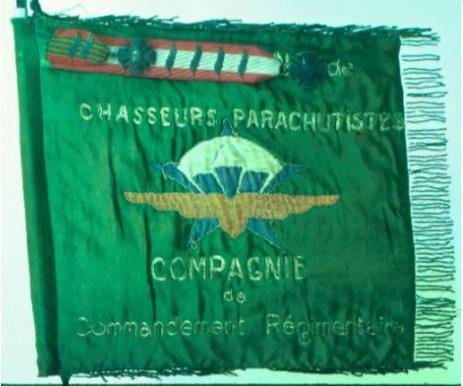 de
CHASSEURS PARACHUTISTES
COMPAGNIE
de
Commandement Régimentaire